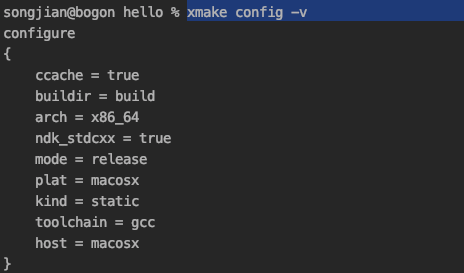 songjian@bogon hello % xmake config -v
configure
{
    ccache = true
    buildir = build
    arch = x86_64
    ndk_stdcxx = true
    mode = release
    plat = macosx
    kind = static
    toolchain = gcc
    host = macosx
}